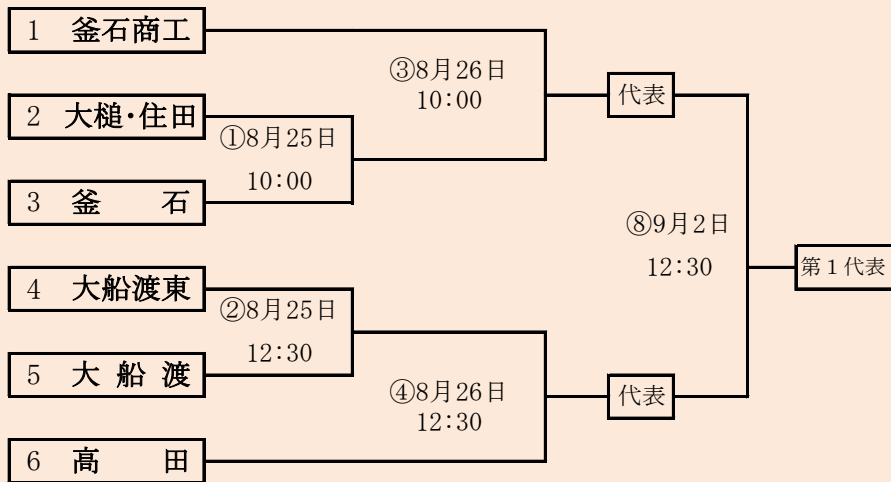 1 釜石商工
③8月26日
10:00
代表
2 大槌・住田
①8月25日
10:00
3 釜 石
⑧9月2日
12:30
第1代表
4 大船渡東
②8月25日
12:30
5 大船渡
④8月26日
12:30
代表
6 高 田